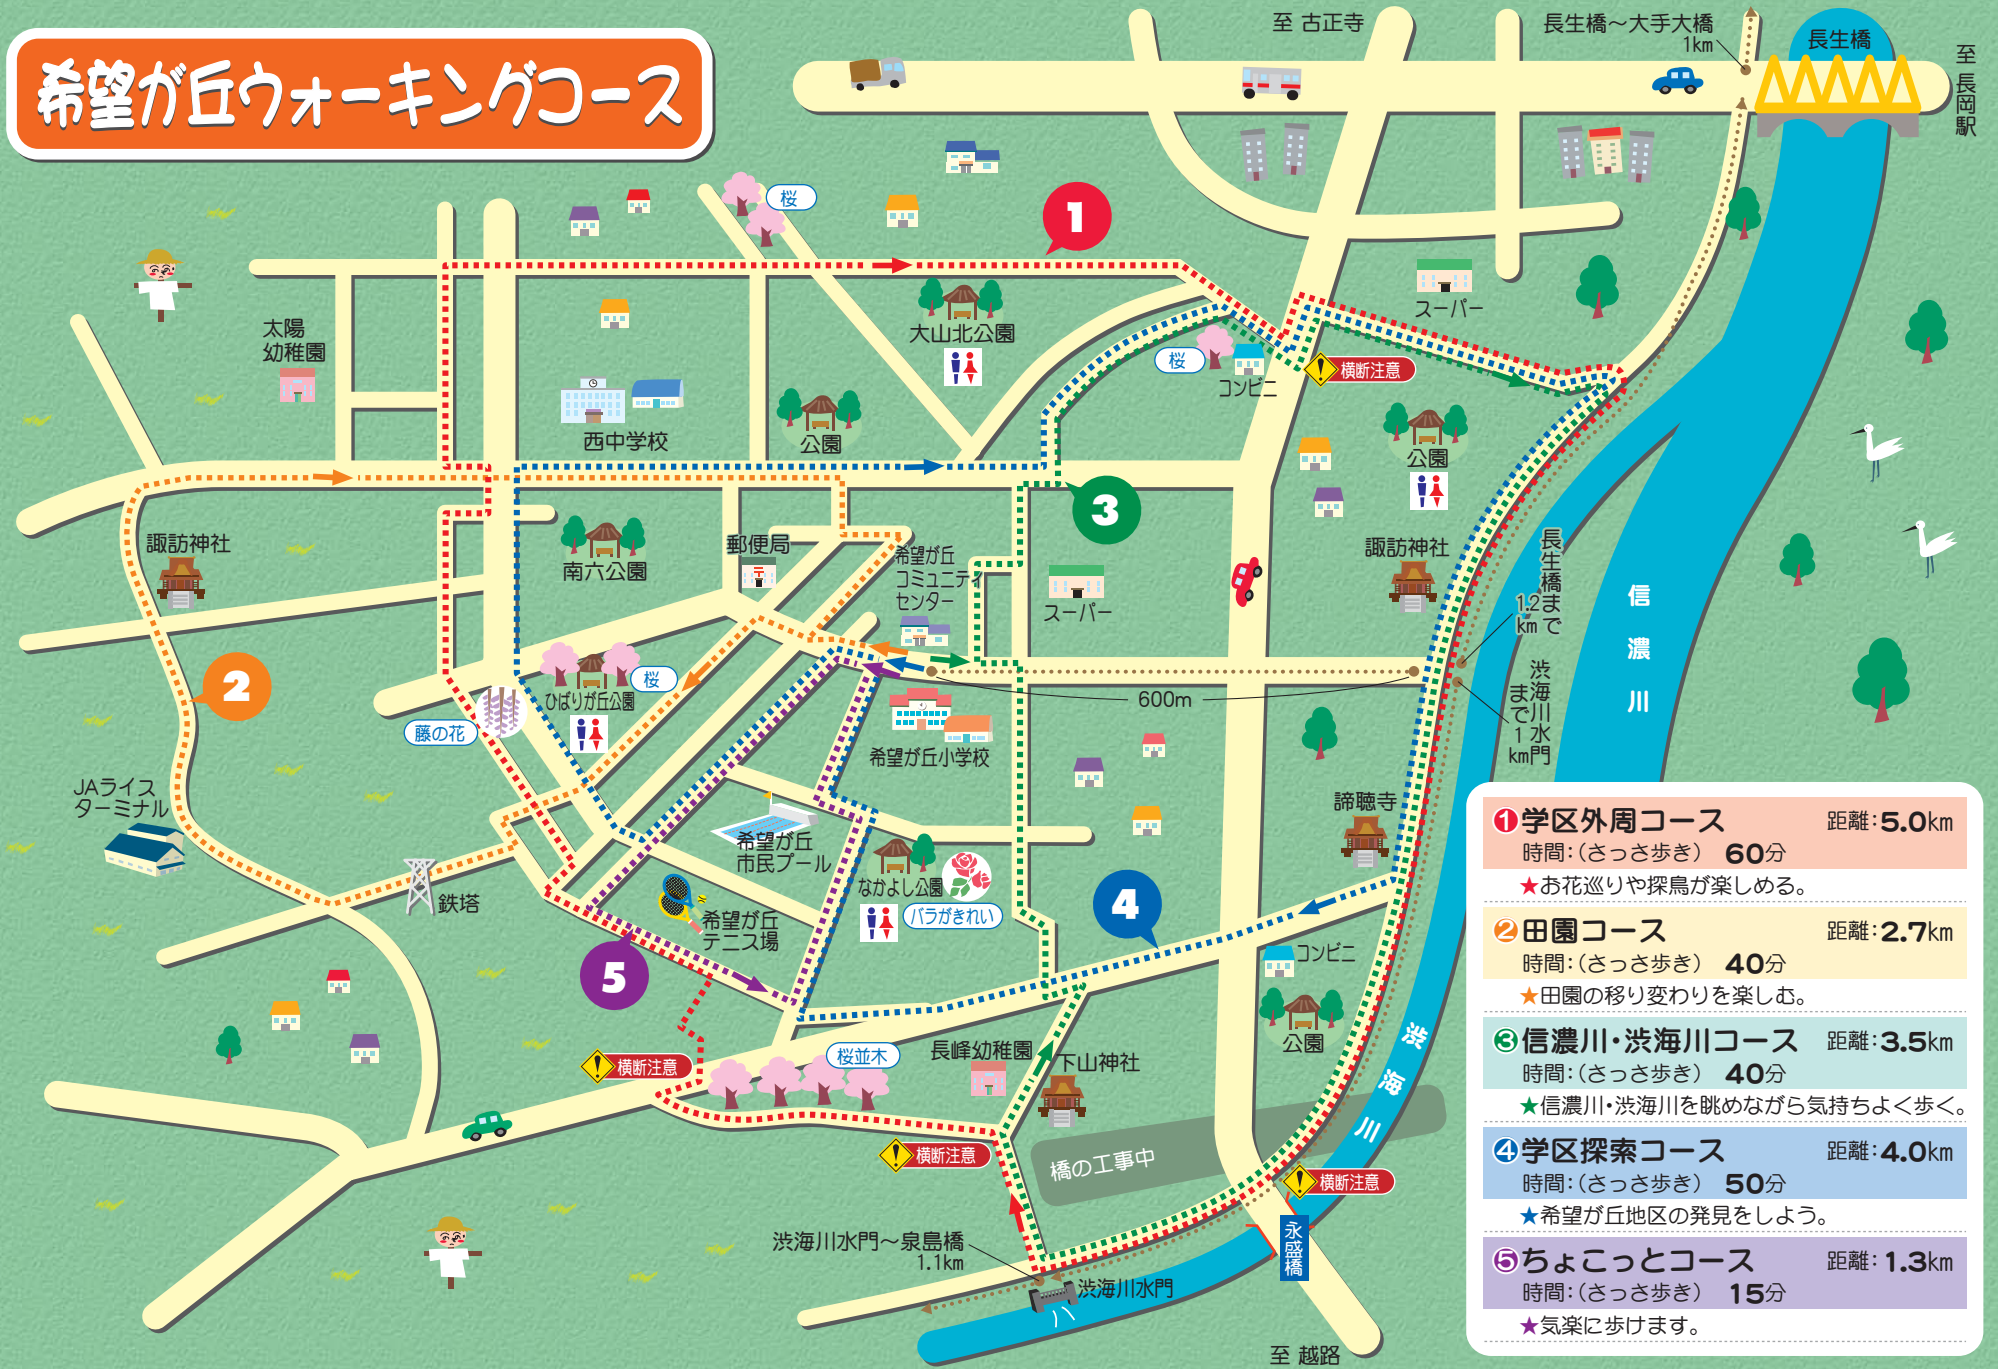 希望が丘ウォーキングコース
至 古正寺
長生橋〜大手大橋
1km
長生橋
至 長岡駅
桜
1
太陽
幼稚園
大山北公園
スーパー
桜
コンビニ
横断注意
西中学校
公園
公園
3
諏訪神社
南六公園
郵便局
希望が丘
コミュニティ
センター
スーパー
諏訪神社
長生橋まで
1.2
km
信濃川
2
桜
ひばりが丘公園
藤の花
600m
渋海川水門
まで
1
km
希望が丘小学校
JAライス
ターミナル
鉄塔
希望が丘
市民プール
なかよし公園
バラがきれい
諦聴寺
4
希望が丘
テニス場
5
コンビニ
公園
渋海川
横断注意
桜並木
長峰幼稚園
下山神社
横断注意
橋の工事中
横断注意
永盛橋
渋海川水門〜泉島橋
1.1km
渋海川水門
至 越路
❶学区外周コース 距離:5.0km
時間:(さっさ歩き) 60分
★お花巡りや探鳥が楽しめる。
❷田園コース 距離:2.7km
時間:(さっさ歩き) 40分
★田園の移り変わりを楽しむ。
❸信濃川・渋海川コース 距離:3.5km
時間:(さっさ歩き) 40分
★信濃川・渋海川を眺めながら気持ちよく歩く。
❹学区探索コース 距離:4.0km
時間:(さっさ歩き) 50分
★希望が丘地区の発見をしよう。
❺ちょこっとコース 距離:1.3km
時間:(さっさ歩き) 15分
★気楽に歩けます。